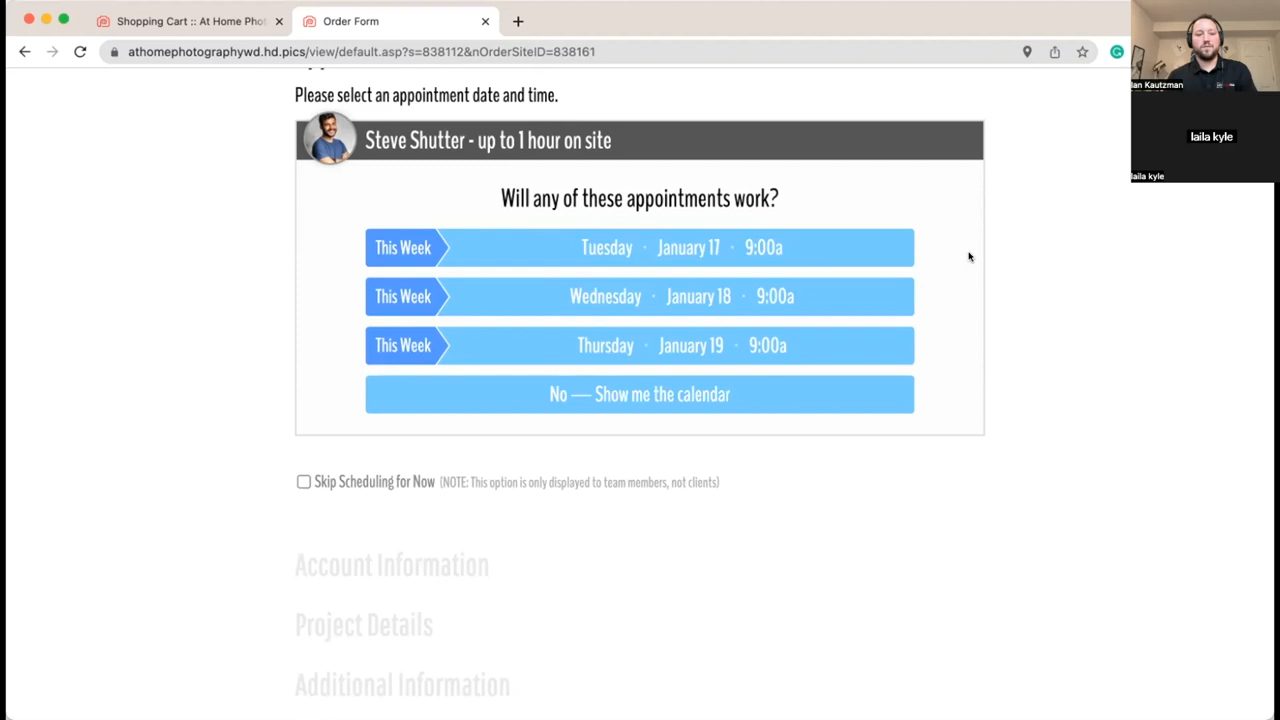 Shopping Cart :: At Home Phot
Order Form
athomephotographywd.hd.pics/view/default.asp?s=838112&nOrderSiteID=838161
Please select an appointment date and time.
Steve Shutter - up to 1 hour on site
Will any of these appointments work?
This Week Tuesday · January 17 · 9:00a
This Week Wednesday · January 18 · 9:00a
This Week Thursday · January 19 · 9:00a
No — Show me the calendar
Skip Scheduling for Now (NOTE: This option is only displayed to team members, not clients)
Account Information
Project Details
Additional Information
Ian Kautzman
laila kyle
laila kyle